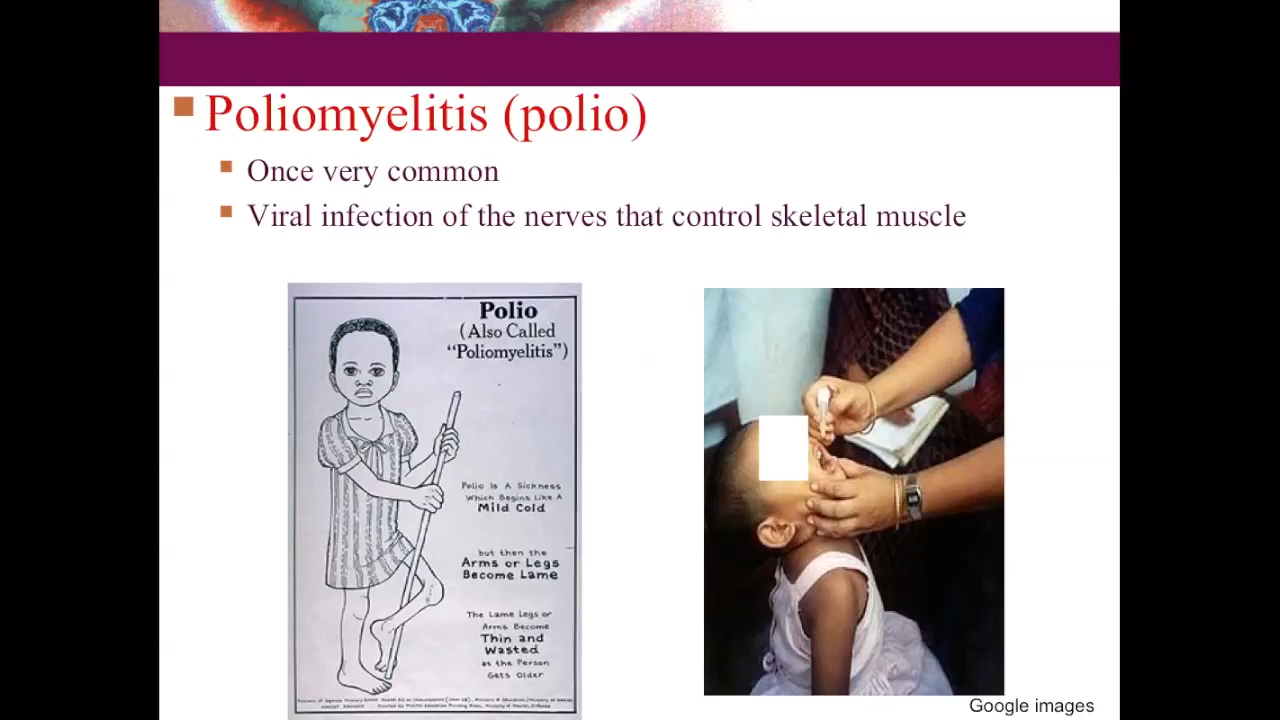 Poliomyelitis (polio)
Once very common
Viral infection of the nerves that control skeletal muscle
Polio
(Also Called
“Poliomyelitis”)
Polio Is A Sickness
Which Begins Like A
Mild Cold
but then the
Arms or Legs
Become Lame
The Lame Legs or
Arms Become
Thin and
Wasted
as the Person
Gets Older
Google images